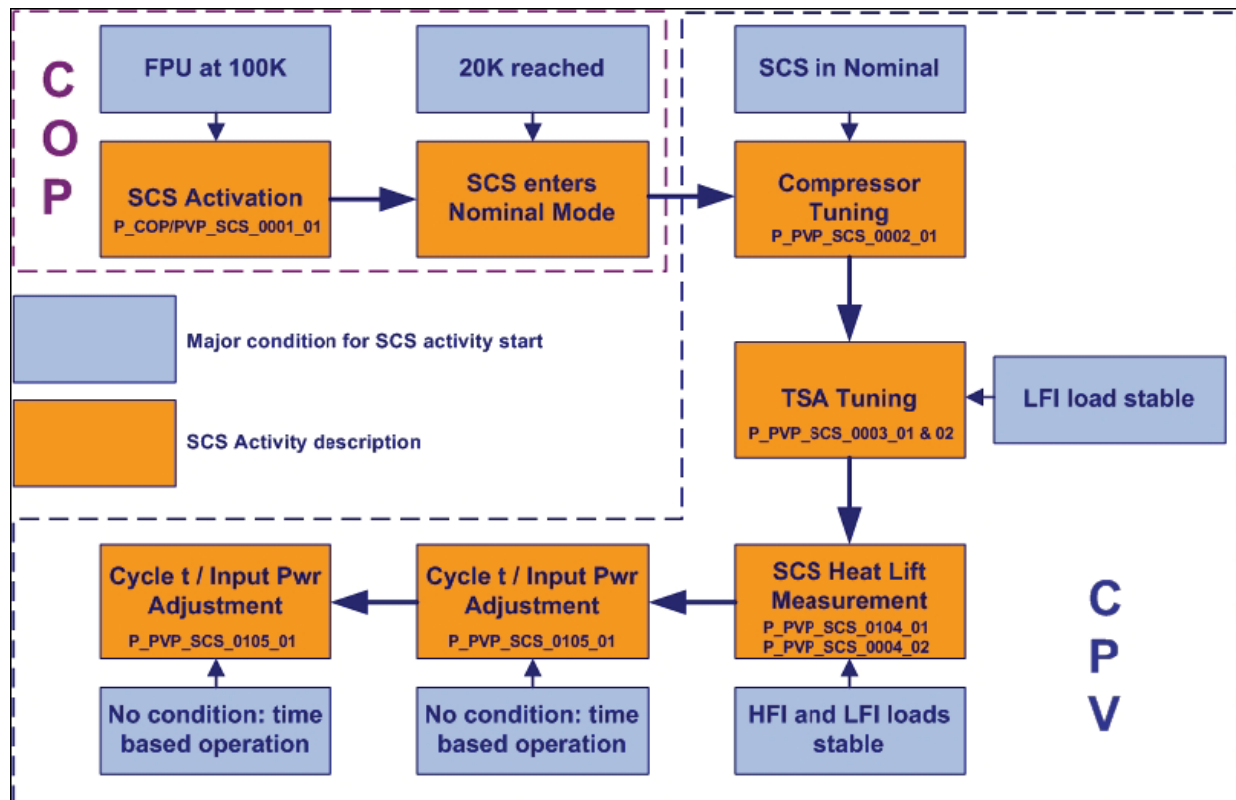 COP
FPU at 100K
20K reached
SCS in Nominal
SCS Activation
P_COP/PVP_SCS_0001_01
SCS enters
Nominal Mode
Compressor
Tuning
P_PVP_SCS_0002_01
Major condition for SCS activity start
SCS Activity description
TSA Tuning
P_PVP_SCS_0003_01 & 02
LFI load stable
Cycle t / Input Pwr
Adjustment
P_PVP_SCS_0105_01
Cycle t / Input Pwr
Adjustment
P_PVP_SCS_0105_01
SCS Heat Lift
Measurement
P_PVP_SCS_0104_01
P_PVP_SCS_0004_02
No condition: time
based operation
No condition: time
based operation
HFI and LFI loads
stable
CPV